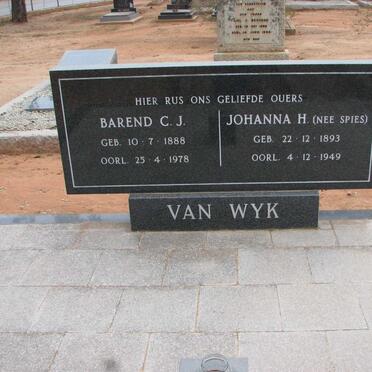 HIER RUS ONS GELIEFDE OUERS
BAREND C. J.
GEB. 10 · 7 · 1888
OORL. 25 · 4 · 1978
JOHANNA H. (NEE SPIES)
GEB. 22 · 12 · 1893
OORL. 4 · 12 · 1949
VAN WYK